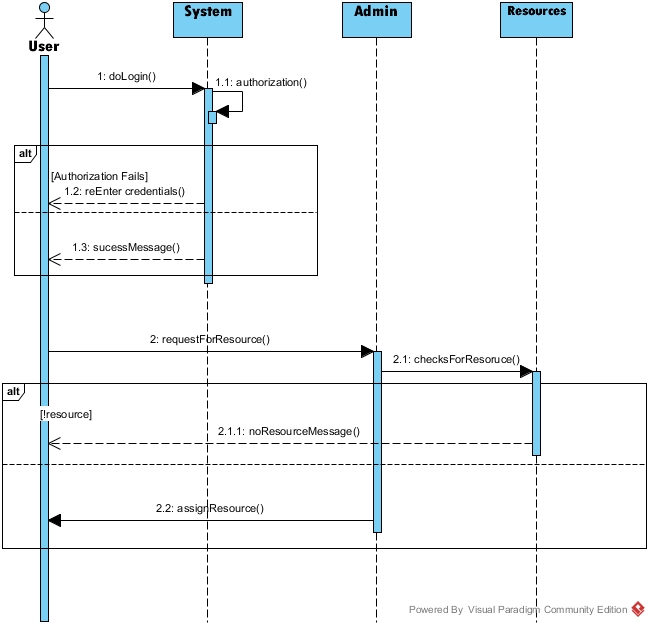 System
Admin
Resources
User
1: doLogin()
1.1: authorization()
alt
[Authorization Fails]
1.2: reEnter credentials()
1.3: sucessMessage()
2: requestForResource()
2.1: checksForResoruce()
alt
[!resource]
2.1.1: noResourceMessage()
2.2: assignResource()
Powered By Visual Paradigm Community Edition